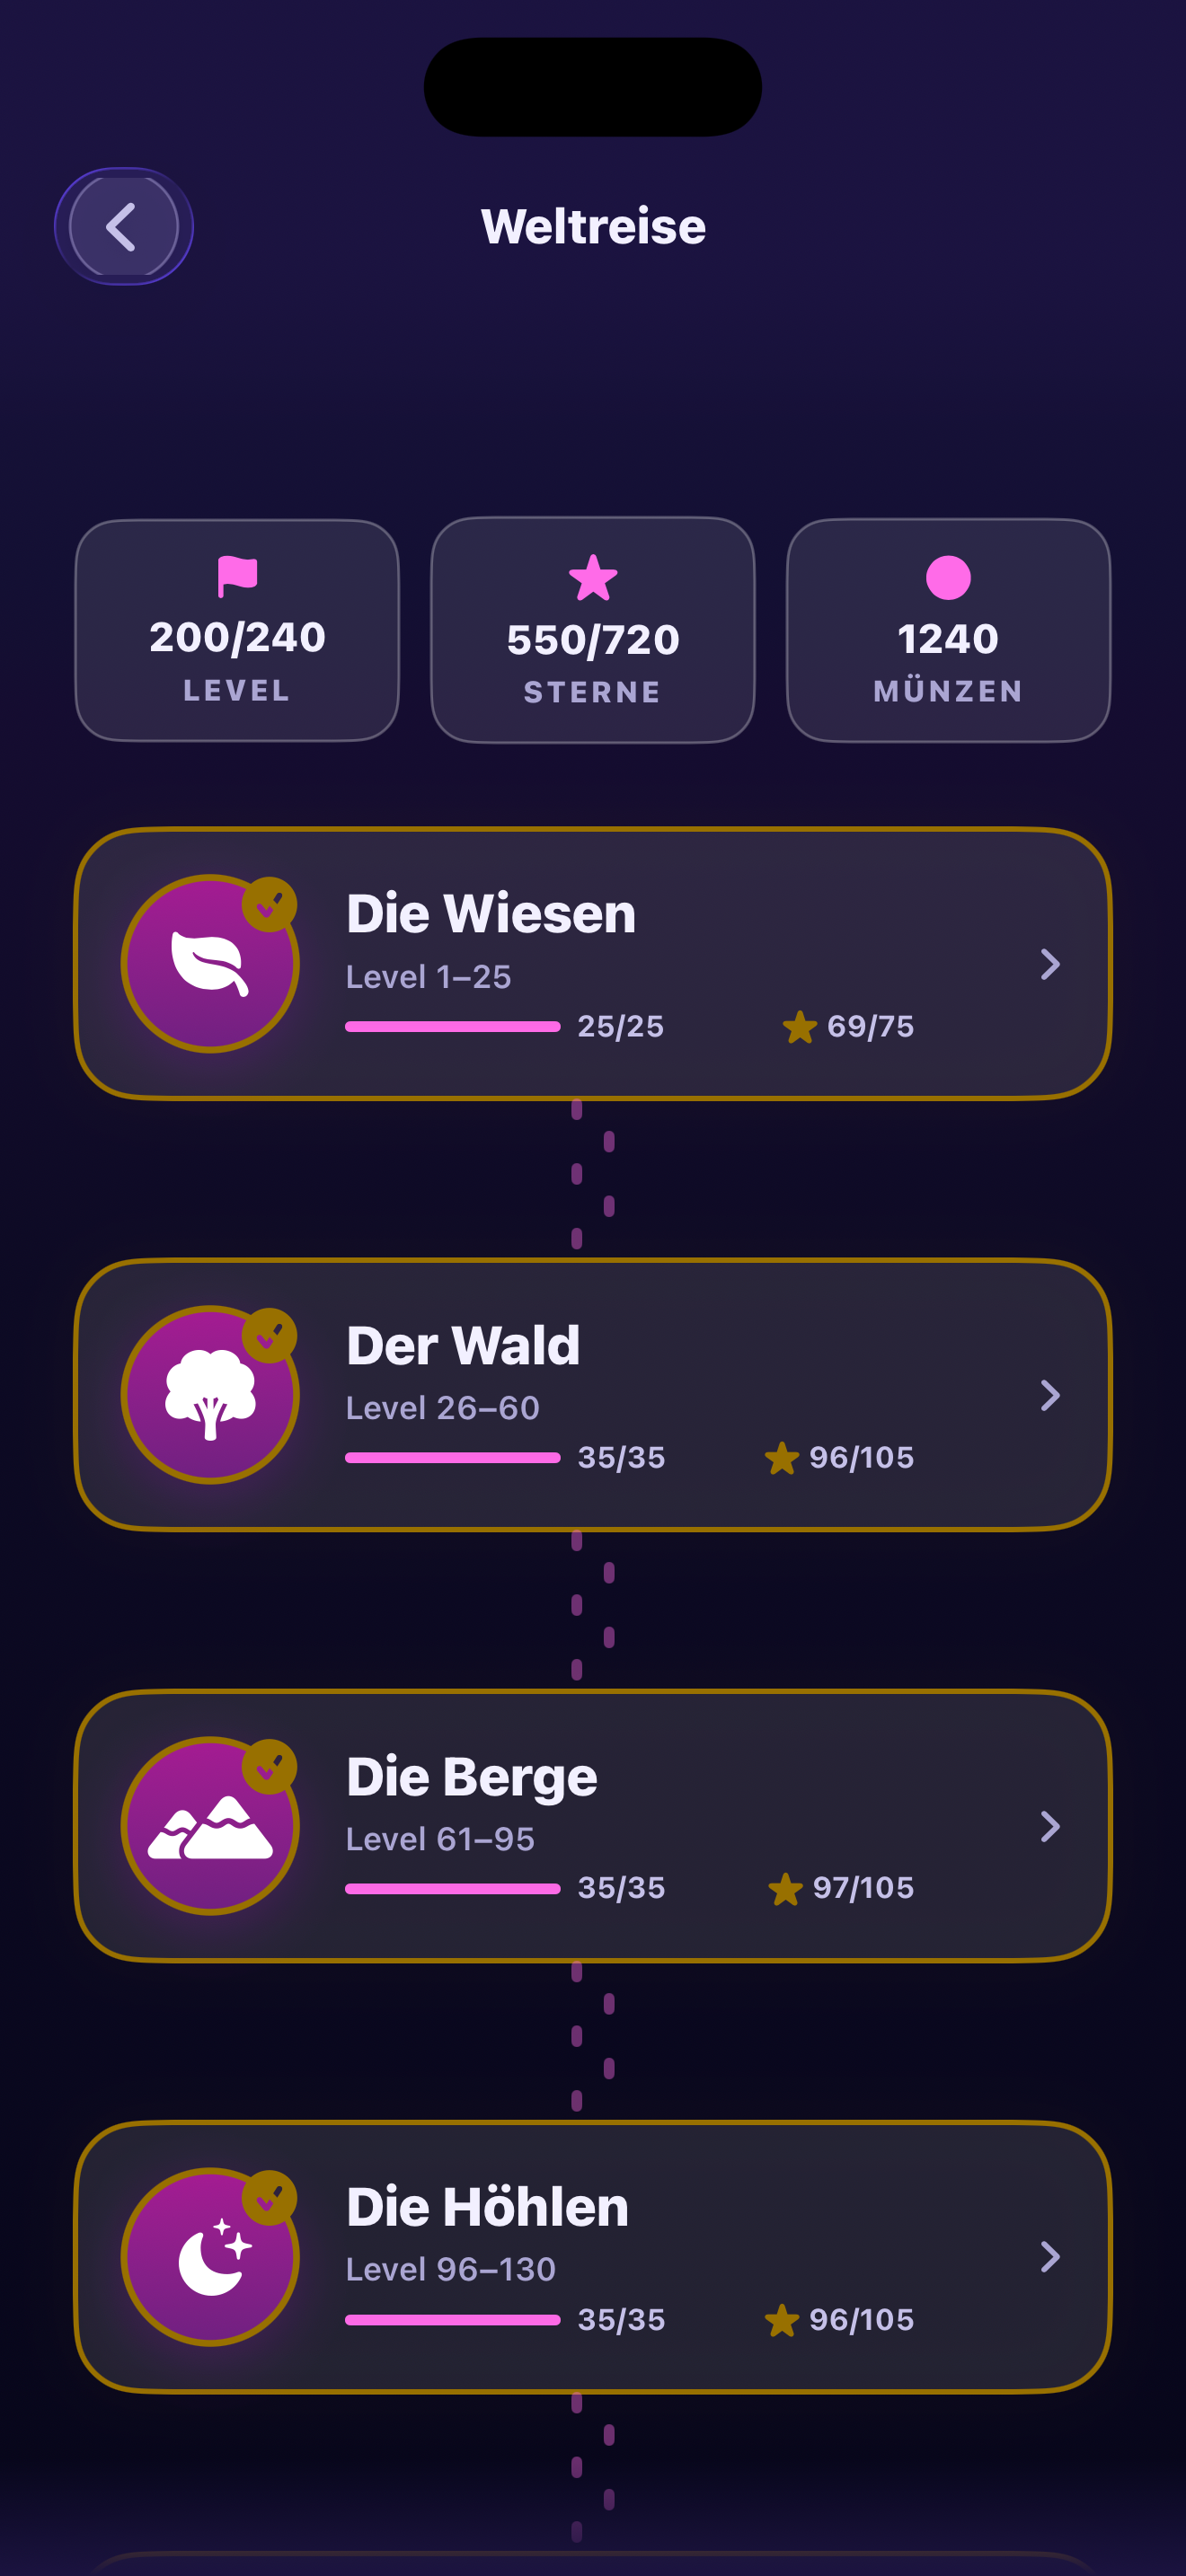 Weltreise
200/240
LEVEL
550/720
STERNE
1240
MÜNZEN
Die Wiesen
Level 1–25
25/25
69/75
Der Wald
Level 26–60
35/35
96/105
Die Berge
Level 61–95
35/35
97/105
Die Höhlen
Level 96–130
35/35
96/105